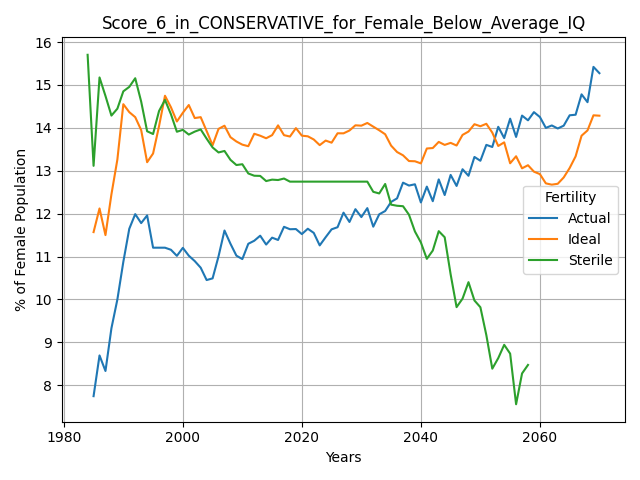 Score_6_in_CONSERVATIVE_for_Female_Below_Average_IQ
% of Female Population
16
15
14
13
12
11
10
9
8
Fertility
Actual
Ideal
Sterile
1980
2000
2020
2040
2060
Years